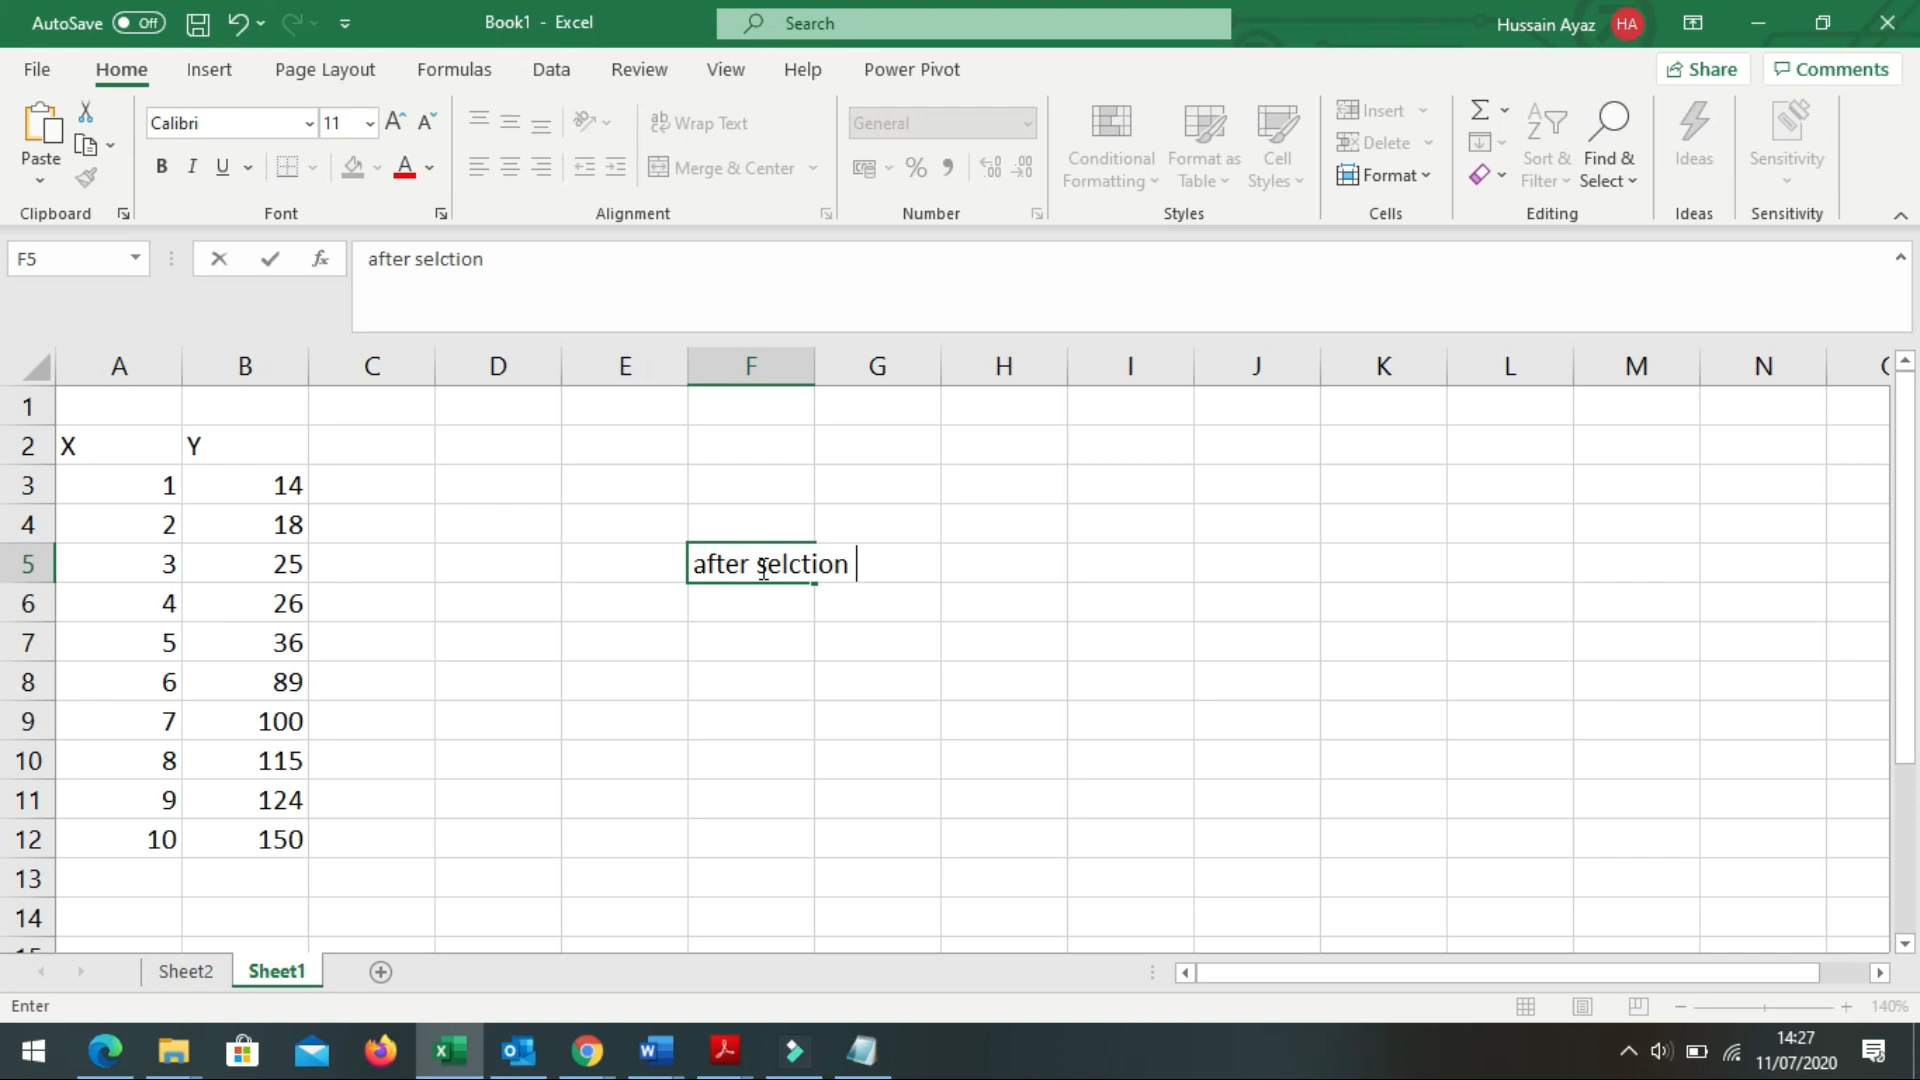 AutoSave Off Book1 - Excel Search Hussain Ayaz HA
File Home Insert Page Layout Formulas Data Review View Help Power Pivot Share Comments
Paste
Clipboard
Calibri 11
B I U A
Font
Wrap Text
Merge & Center
Alignment
General
%
Number
Conditional Formatting
Format as Table
Cell Styles
Styles
Insert
Delete
Format
Cells
Sort & Filter
Find & Select
Editing
Ideas
Ideas
Sensitivity
Sensitivity
F5 fx after selction
A B C D E F G H I J K L M N
1
2 X Y
3 1 14
4 2 18
5 3 25 after selction
6 4 26
7 5 36
8 6 89
9 7 100
10 8 115
11 9 124
12 10 150
13
14
Sheet2 Sheet1
Enter 140%
14:27
11/07/2020